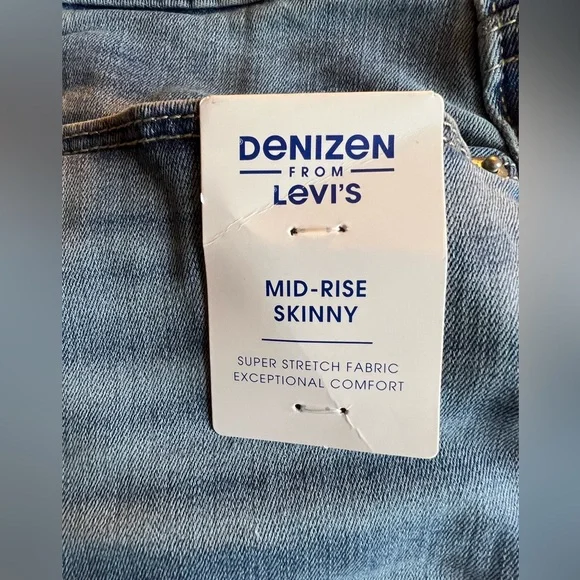 DENIZEN
FROM
LEVI'S
MID-RISE
SKINNY
SUPER STRETCH FABRIC
EXCEPTIONAL COMFORT